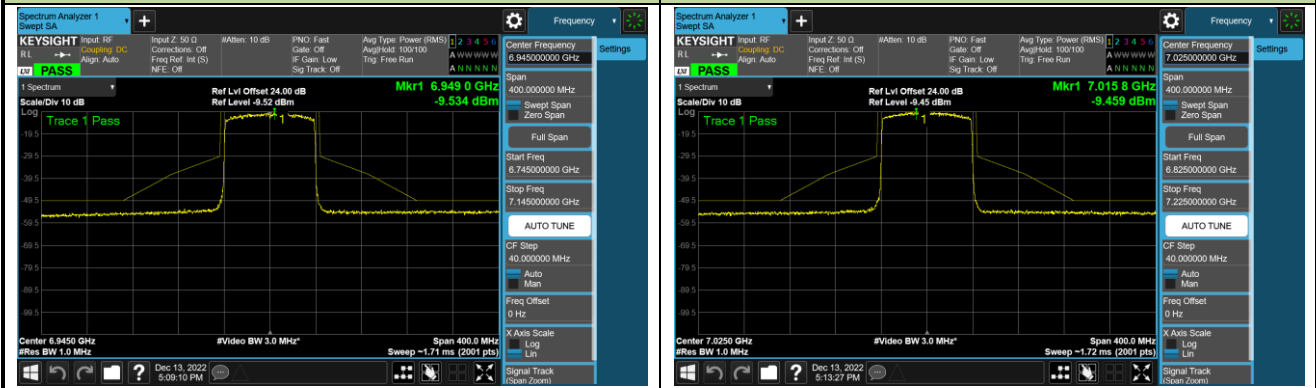 Spectrum Analyzer 1
Swept SA
Frequency
KEYSIGHT
RL
Input: RF
Coupling: DC
Align: Auto
Input Z: 50 Ω
Corrections: Off
Freq Ref: Int (S)
NFE: Off
#Atten: 10 dB
PNO: Fast
Gate: Off
IF Gain: Low
Sig Track: Off
Avg Type: Power (RMS)
Avg|Hold: 100/100
Trig: Free Run
1 2 3 4 5 6
A W W W W W
A N N N N N
PASS
1 Spectrum
Scale/Div 10 dB
Log
Ref Lvl Offset 24.00 dB
Ref Level -9.52 dBm
Mkr1 6.949 0 GHz
-9.534 dBm
Trace 1 Pass
1
-19.5
-29.5
-39.5
-49.5
-59.5
-69.5
-79.5
-89.5
-99.5
Center 6.9450 GHz
#Res BW 1.0 MHz
#Video BW 3.0 MHz*
Span 400.0 MHz
Sweep ~1.71 ms (2001 pts)
Dec 13, 2022
5:09:10 PM
Center Frequency
6.945000000 GHz
Settings
Span
400.000000 MHz
Swept Span
Zero Span
Full Span
Start Freq
6.745000000 GHz
Stop Freq
7.145000000 GHz
AUTO TUNE
CF Step
40.000000 MHz
Auto
Man
Freq Offset
0 Hz
X Axis Scale
Log
Lin
Signal Track
(Span Zoom)
Spectrum Analyzer 1
Swept SA
Frequency
KEYSIGHT
RL
Input: RF
Coupling: DC
Align: Auto
Input Z: 50 Ω
Corrections: Off
Freq Ref: Int (S)
NFE: Off
#Atten: 10 dB
PNO: Fast
Gate: Off
IF Gain: Low
Sig Track: Off
Avg Type: Power (RMS)
Avg|Hold: 100/100
Trig: Free Run
1 2 3 4 5 6
A W W W W W
A N N N N N
PASS
1 Spectrum
Scale/Div 10 dB
Log
Ref Lvl Offset 24.00 dB
Ref Level -9.45 dBm
Mkr1 7.015 8 GHz
-9.459 dBm
Trace 1 Pass
1
-19.5
-29.5
-39.5
-49.5
-59.5
-69.5
-79.5
-89.5
-99.5
Center 7.0250 GHz
#Res BW 1.0 MHz
#Video BW 3.0 MHz*
Span 400.0 MHz
Sweep ~1.72 ms (2001 pts)
Dec 13, 2022
5:13:27 PM
Center Frequency
7.025000000 GHz
Settings
Span
400.000000 MHz
Swept Span
Zero Span
Full Span
Start Freq
6.825000000 GHz
Stop Freq
7.225000000 GHz
AUTO TUNE
CF Step
40.000000 MHz
Auto
Man
Freq Offset
0 Hz
X Axis Scale
Log
Lin
Signal Track
(Span Zoom)